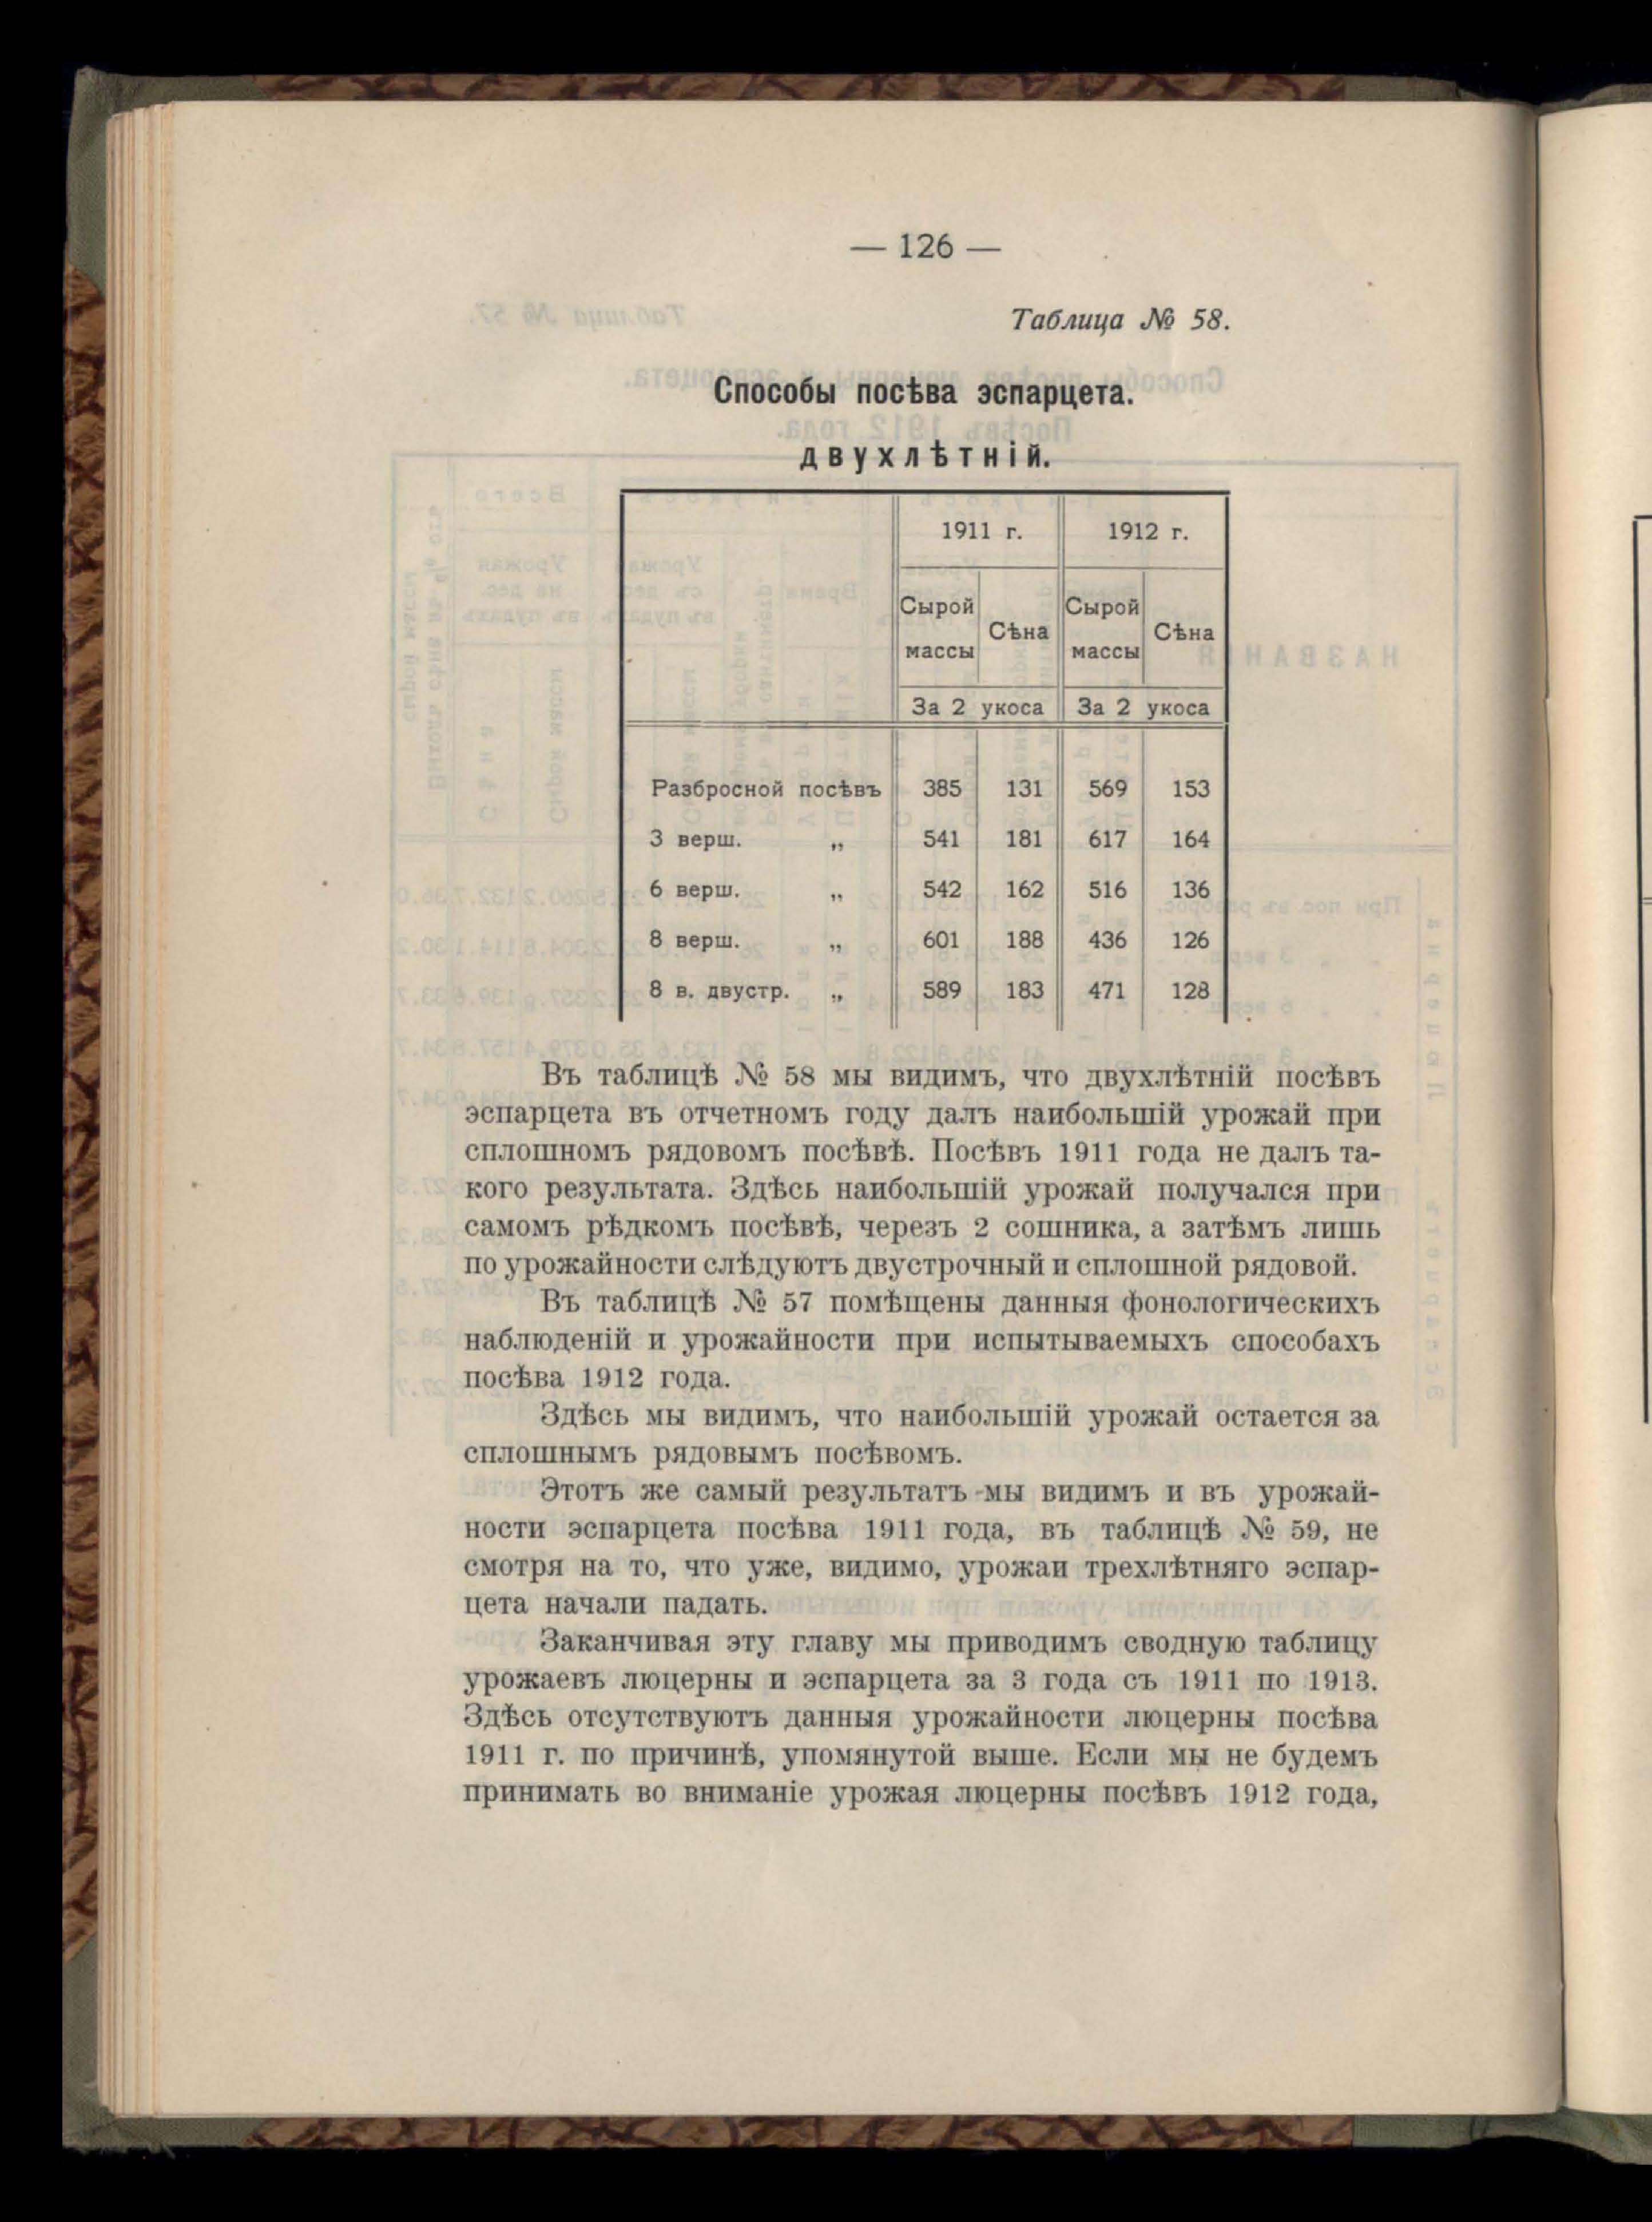 — 126 —
Таблица № 58.
Способы посѣва эспарцета.
двухлѣтній.
1911 г. 1912 г.
Сырой массы Сѣна Сырой массы Сѣна
За 2 укоса За 2 укоса
Разбросной посѣвъ 385 131 569 153
3 верш. „ 541 181 617 164
6 верш. „ 542 162 516 136
8 верш. „ 601 188 436 126
8 в. двустр. „ 589 183 471 128
Въ таблицѣ № 58 мы видимъ, что двухлѣтній посѣвъ
эспарцета въ отчетномъ году далъ наибольшій урожай при
сплошномъ рядовомъ посѣвѣ. Посѣвъ 1911 года не далъ та-
кого результата. Здѣсь наибольшій урожай получался при
самомъ рѣдкомъ посѣвѣ, черезъ 2 сошника, а затѣмъ лишь
по урожайности слѣдуютъ двустрочный и сплошной рядовой.
Въ таблицѣ № 57 помѣщены данныя фонологическихъ
наблюденій и урожайности при испытываемыхъ способахъ
посѣва 1912 года.
Здѣсь мы видимъ, что наибольшій урожай остается за
сплошнымъ рядовымъ посѣвомъ.
Этотъ же самый результатъ мы видимъ и въ урожай-
ности эспарцета посѣва 1911 года, въ таблицѣ № 59, не
смотря на то, что уже, видимо, урожаи трехлѣтняго эспар-
цета начали падать.
Заканчивая эту главу мы приводимъ сводную таблицу
урожаевъ люцерны и эспарцета за 3 года съ 1911 по 1913.
Здѣсь отсутствуютъ данныя урожайности люцерны посѣва
1911 г. по причинѣ, упомянутой выше. Если мы не будемъ
принимать во вниманіе урожая люцерны посѣвъ 1912 года,